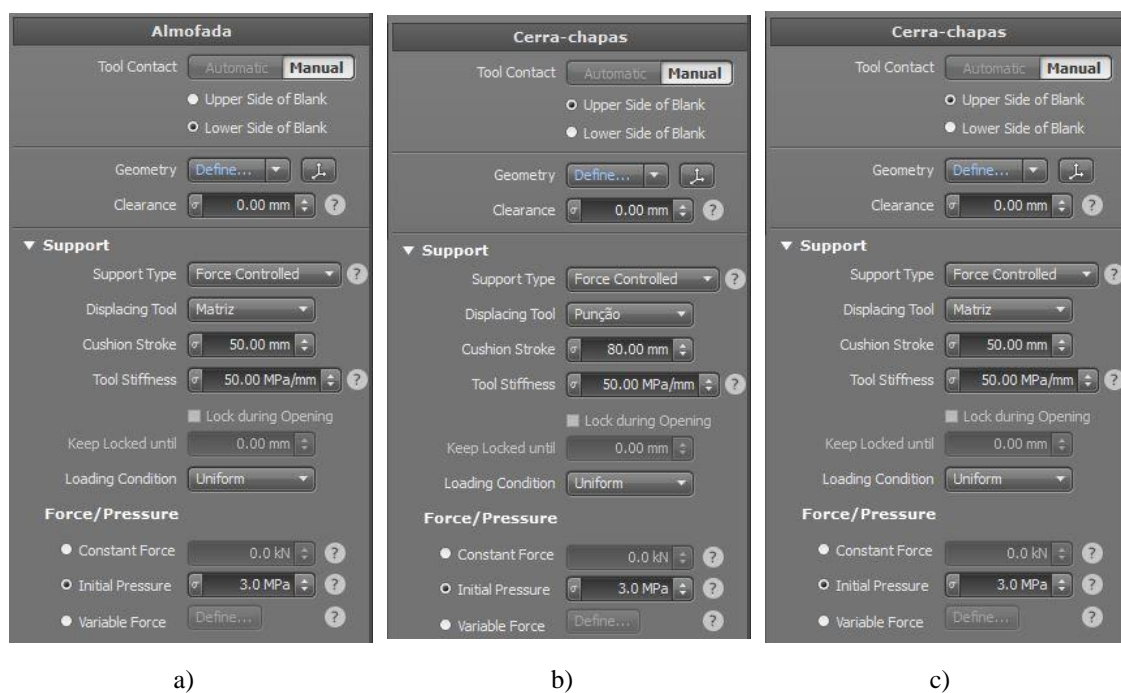 Almofada
Tool Contact Automatic Manual
Upper Side of Blank
Lower Side of Blank
Geometry Define...
Clearance σ 0.00 mm ?
Support
Support Type Force Controlled ?
Displacing Tool Matriz
Cushion Stroke σ 50.00 mm
Tool Stiffness σ 50.00 MPa/mm ?
Lock during Opening
Keep Locked until 0.00 mm
Loading Condition Uniform
Force/Pressure
Constant Force 0.0 kN ?
Initial Pressure σ 3.0 MPa ?
Variable Force Define... ?
a)
Cerra-chapas
Tool Contact Automatic Manual
Upper Side of Blank
Lower Side of Blank
Geometry Define...
Clearance σ 0.00 mm ?
Support
Support Type Force Controlled ?
Displacing Tool Punção
Cushion Stroke σ 80.00 mm
Tool Stiffness σ 50.00 MPa/mm ?
Lock during Opening
Keep Locked until 0.00 mm
Loading Condition Uniform
Force/Pressure
Constant Force 0.0 kN ?
Initial Pressure σ 3.0 MPa ?
Variable Force Define... ?
b)
Cerra-chapas
Tool Contact Automatic Manual
Upper Side of Blank
Lower Side of Blank
Geometry Define...
Clearance σ 0.00 mm ?
Support
Support Type Force Controlled ?
Displacing Tool Matriz
Cushion Stroke σ 50.00 mm
Tool Stiffness σ 50.00 MPa/mm ?
Lock during Opening
Keep Locked until 0.00 mm
Loading Condition Uniform
Force/Pressure
Constant Force 0.0 kN ?
Initial Pressure σ 3.0 MPa ?
Variable Force Define... ?
c)